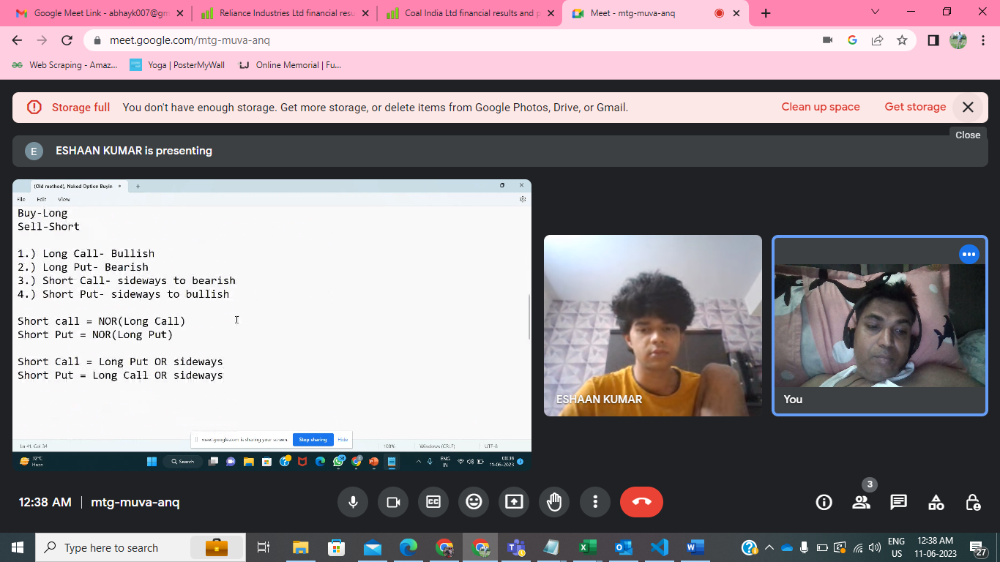 Google Meet Link - abhayk007@gm
Reliance Industries Ltd financial resu
Coal India Ltd financial results and p
Meet - mtg-muva-anq
meet.google.com/mtg-muva-anq
Web Scraping - Amaz...
Yoga | PosterMyWall
Online Memorial | Fu...
Storage full You don't have enough storage. Get more storage, or delete items from Google Photos, Drive, or Gmail. Clean up space Get storage
Close
E ESHAAN KUMAR is presenting
(Old method), Naked Option Buyin
File Edit View
Buy-Long
Sell-Short
1.) Long Call- Bullish
2.) Long Put- Bearish
3.) Short Call- sideways to bearish
4.) Short Put- sideways to bullish
Short call = NOR(Long Call)
Short Put = NOR(Long Put)
Short Call = Long Put OR sideways
Short Put = Long Call OR sideways
meet.google.com is sharing your screen. Stop sharing Hide
Ln 41, Col 34 100% Windows (CRLF) UTF-8
32°C
Haze
Search
ENG
IN
00:38
11-06-2023
ESHAAN KUMAR
You
12:38 AM | mtg-muva-anq
3
Type here to search
ENG
US
12:38 AM
11-06-2023
27